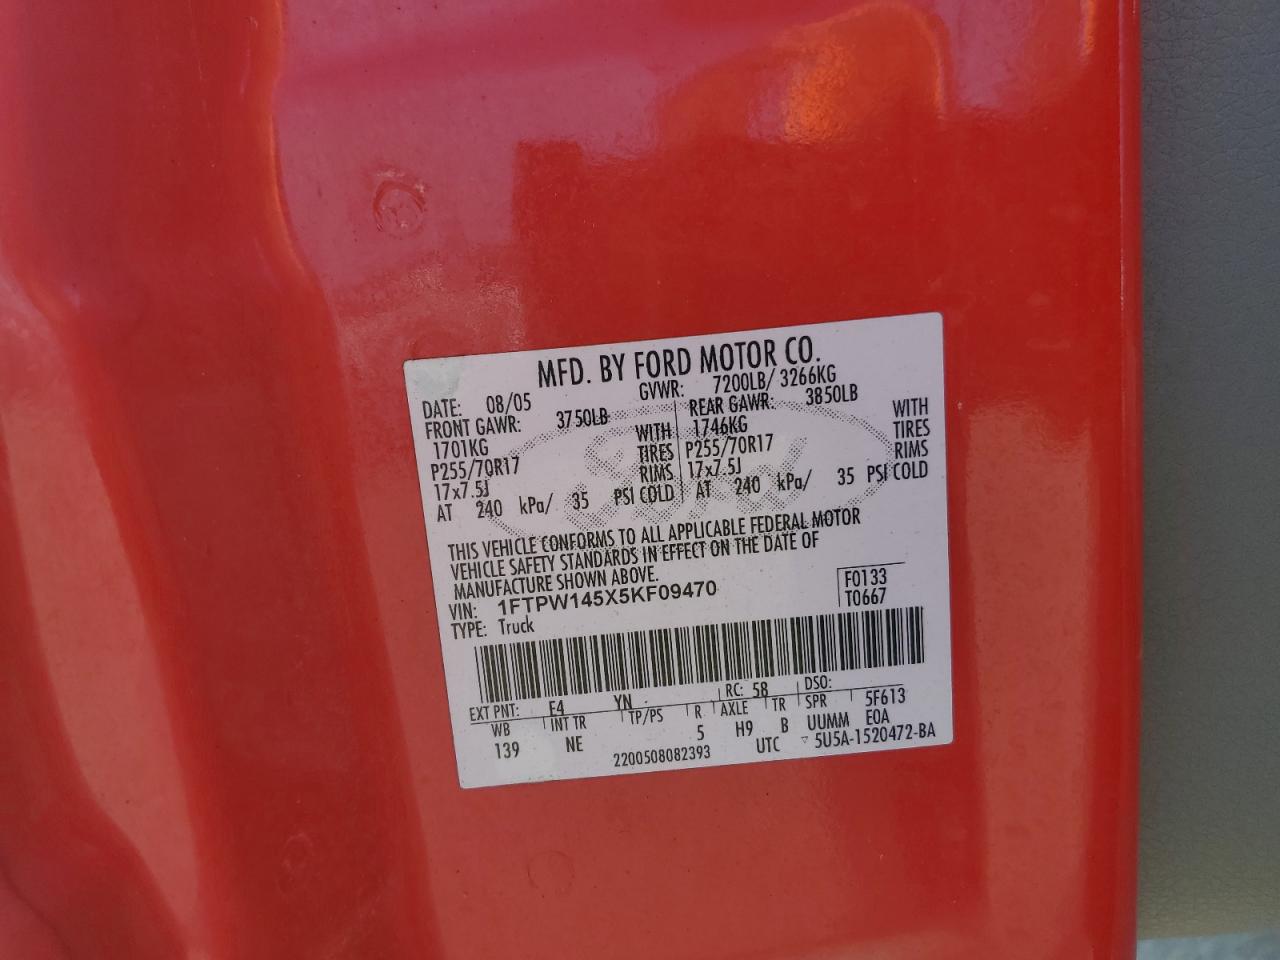 MFD. BY FORD MOTOR CO.
DATE: 08/05 GVWR: 7200LB/ 3266KG
FRONT GAWR: 3750LB REAR GAWR: 3850LB
1701KG WITH 1746KG WITH
P255/70R17 TIRES P255/70R17 TIRES
17x7.5J RIMS 17x7.5J RIMS
AT 240 kPa/ 35 PSI COLD AT 240 kPa/ 35 PSI COLD
Ford
THIS VEHICLE CONFORMS TO ALL APPLICABLE FEDERAL MOTOR
VEHICLE SAFETY STANDARDS IN EFFECT ON THE DATE OF
MANUFACTURE SHOWN ABOVE.
VIN: 1FTPW145X5KF09470 F0133
TYPE: Truck T0667
EXT PNT: E4 YN RC: 58 DSO:
WB INT TR TP/PS R AXLE TR SPR 5F613
139 NE 5 H9 B UUMM E0A
2200508082393 UTC 5U5A-1520472-BA